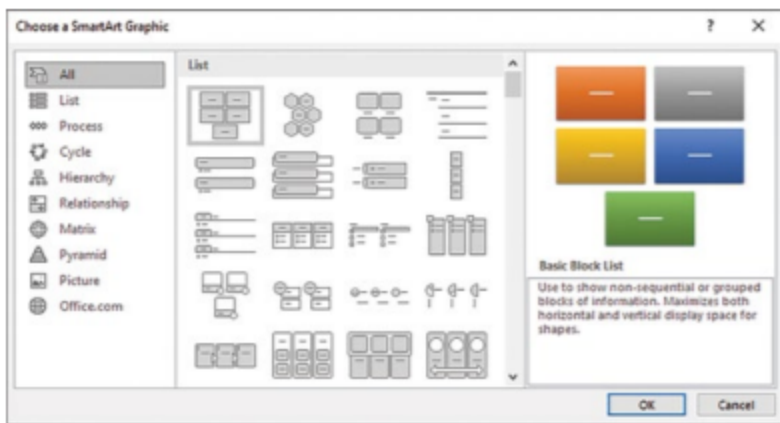 Choose a SmartArt Graphic
?
All
List
Process
Cycle
Hierarchy
Relationship
Matrix
Pyramid
Picture
Office.com
List
Basic Block List
Use to show non-sequential or grouped
blocks of information. Maximizes both
horizontal and vertical display space for
shapes.
OK
Cancel